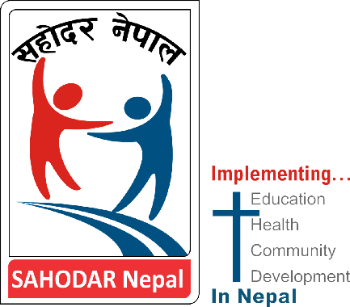 सहोदर नेपाल
SAHODAR Nepal
Implementing...
Education
Health
Community
Development
In Nepal